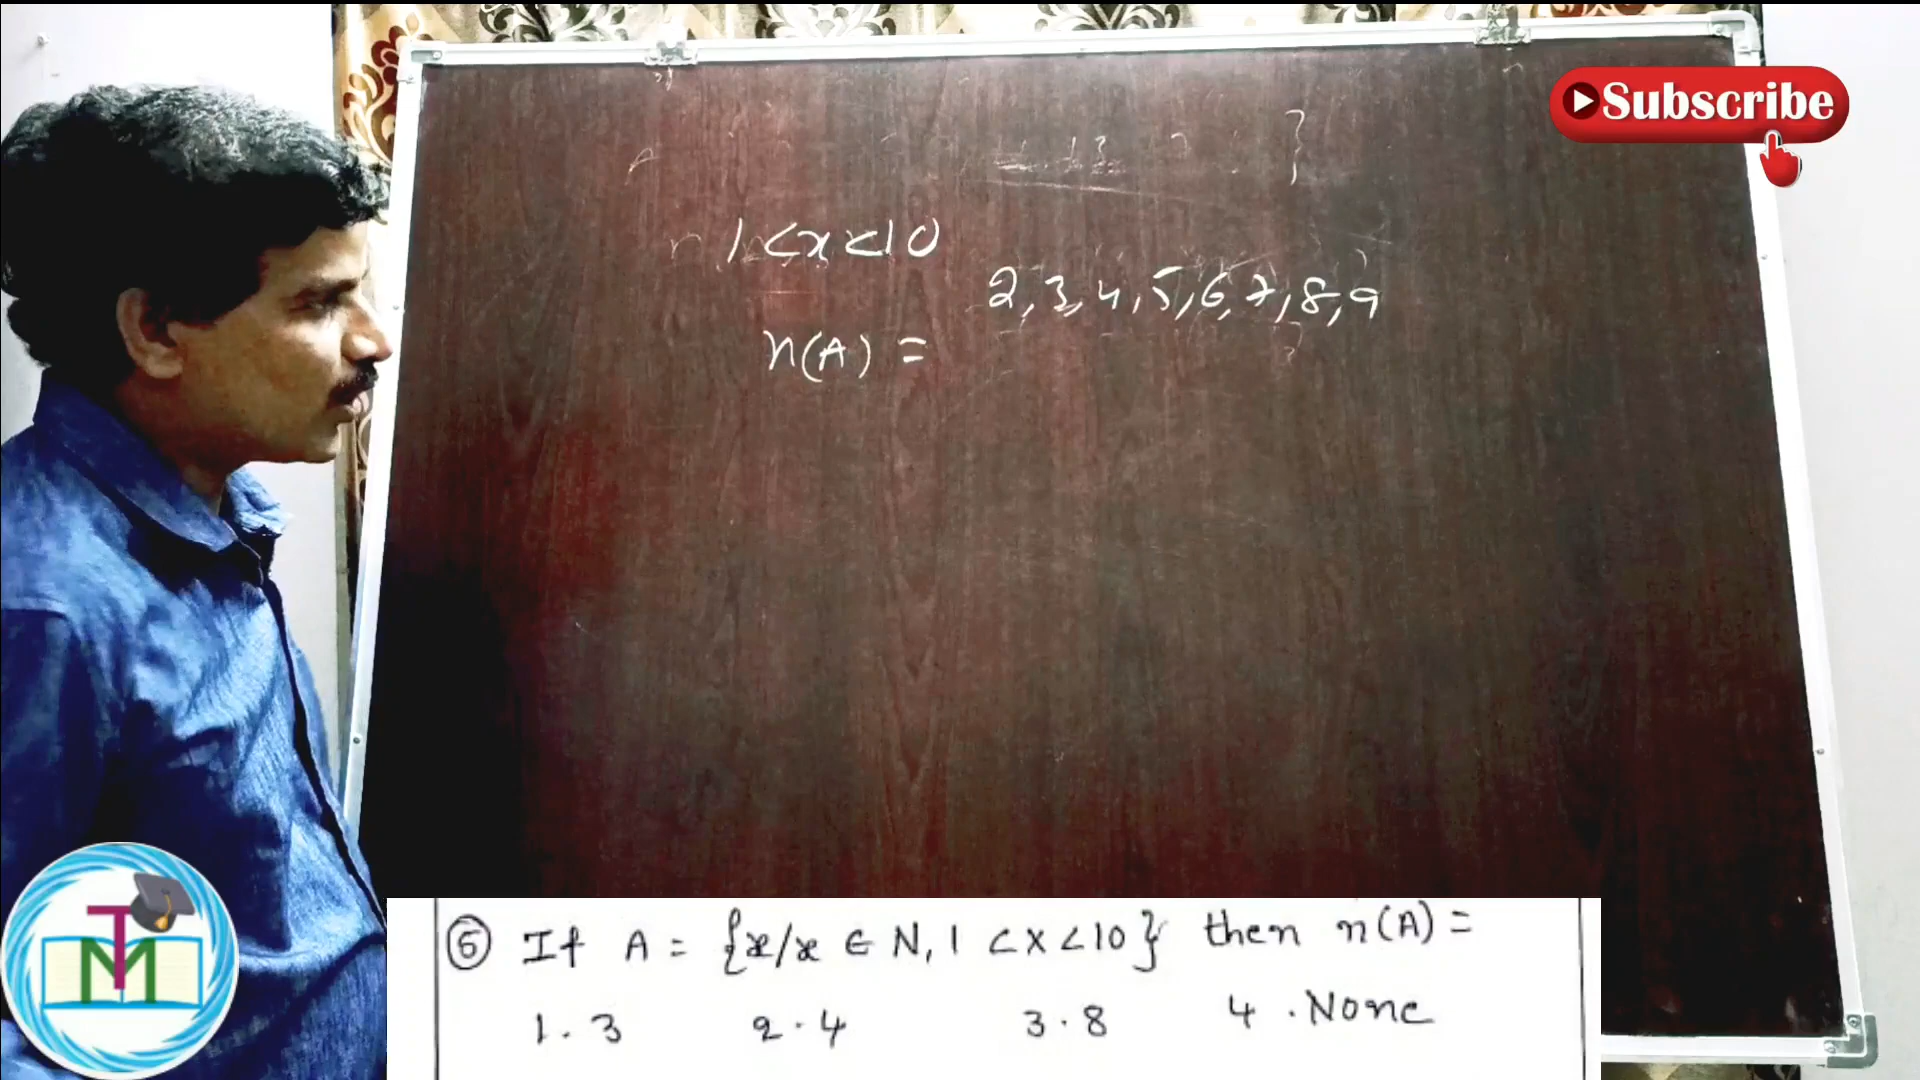 Subscribe
1<x<10
2,3,4,5,6,7,8,9
n(A) =
⑥ If A = {x/x ∈ N, 1 < x < 10} then n(A) =
1. 3 2. 4 3. 8 4. None
TM